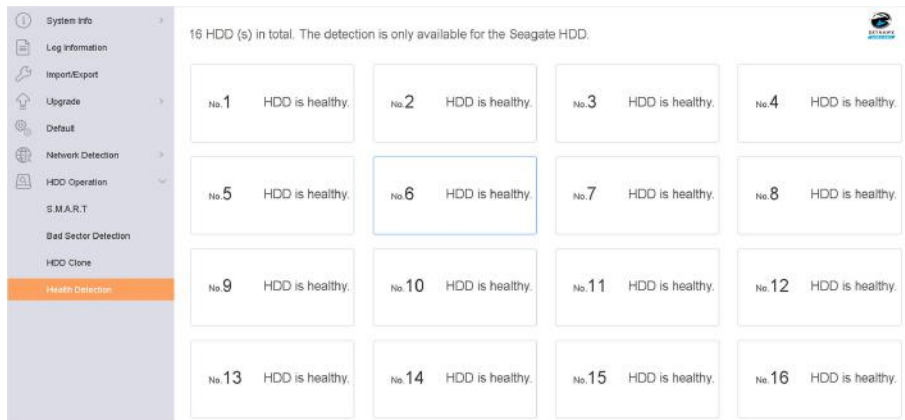 System Info
Log Information
Import/Export
Upgrade
Default
Network Detection
HDD Operation
S.M.A.R.T
Bad Sector Detection
HDD Clone
Health Detection
16 HDD (s) in total. The detection is only available for the Seagate HDD.
SKYHAWK
No.1 HDD is healthy.
No.2 HDD is healthy.
No.3 HDD is healthy.
No.4 HDD is healthy.
No.5 HDD is healthy.
No.6 HDD is healthy.
No.7 HDD is healthy.
No.8 HDD is healthy.
No.9 HDD is healthy.
No.10 HDD is healthy.
No.11 HDD is healthy.
No.12 HDD is healthy.
No.13 HDD is healthy.
No.14 HDD is healthy.
No.15 HDD is healthy.
No.16 HDD is healthy.